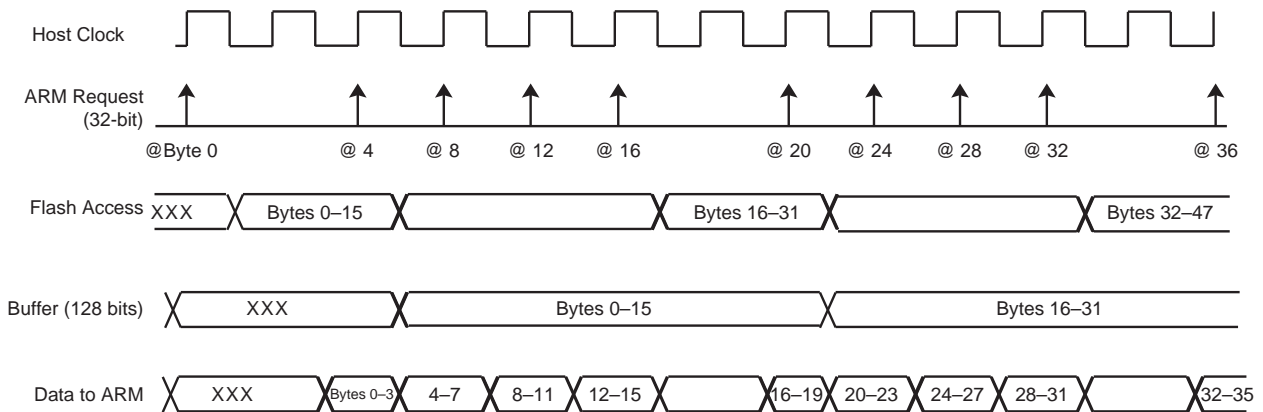 Host Clock
ARM Request
(32-bit)
@Byte 0 @ 4 @ 8 @ 12 @ 16 @ 20 @ 24 @ 28 @ 32 @ 36
Flash Access XXX Bytes 0–15 Bytes 16–31 Bytes 32–47
Buffer (128 bits) XXX Bytes 0–15 Bytes 16–31
Data to ARM XXX Bytes 0–3 4–7 8–11 12–15 16–19 20–23 24–27 28–31 32–35